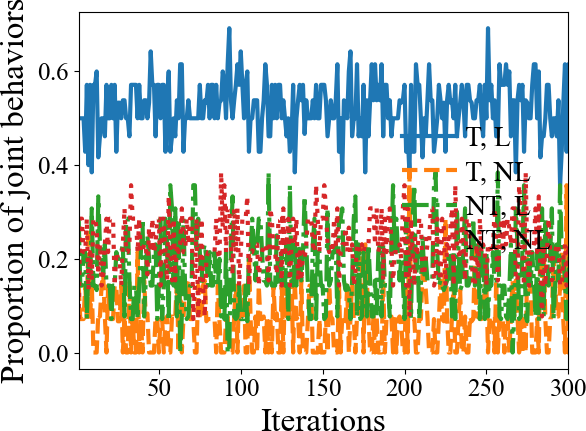 Proportion of joint behaviors
0.6
0.4
0.2
0.0
T, L
T, NL
NT, L
NT, NL
50
100
150
200
250
300
Iterations